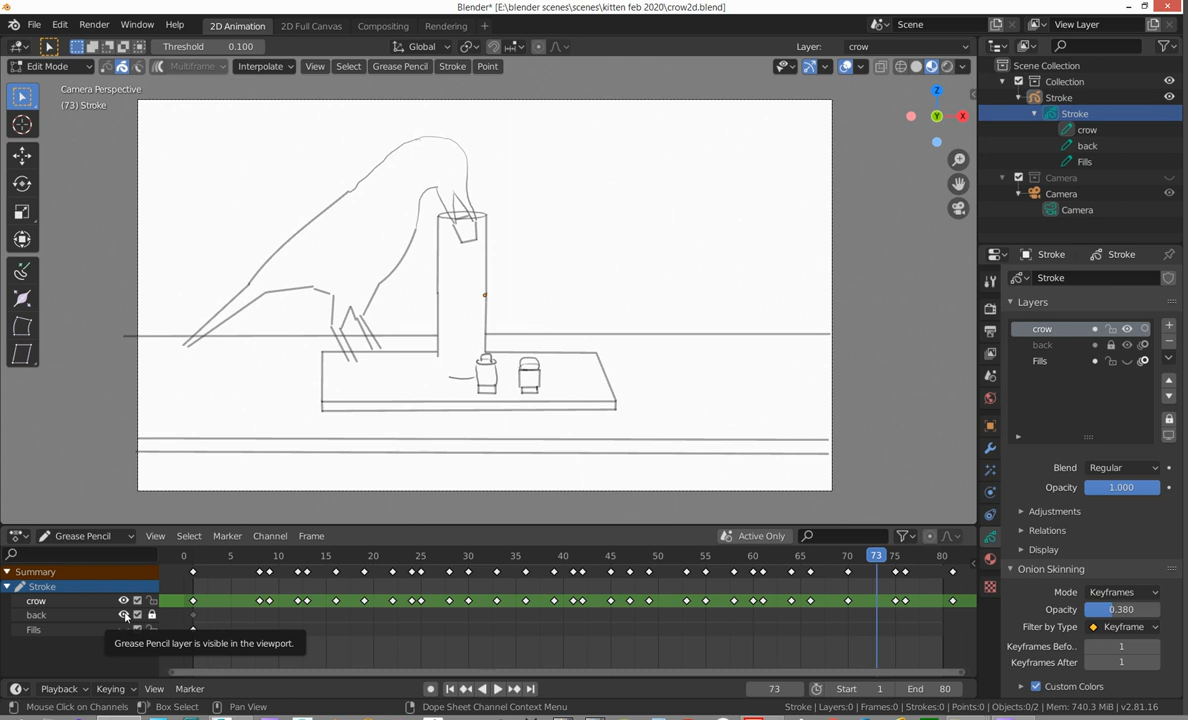 Blender* [E:\blender scenes\scenes\kitten feb 2020\crow2d.blend]
File Edit Render Window Help 2D Animation 2D Full Canvas Compositing Rendering + Scene View Layer
Threshold 0.100 Global Layer: crow
Edit Mode Multiframe Interpolate View Select Grease Pencil Stroke Point
Scene Collection
Collection
Stroke
Stroke
crow
back
Fills
Camera
Camera
Camera
Camera Perspective
(73) Stroke
Z
Y
X
Stroke Stroke
Stroke
Layers
crow
back
Fills
Blend Regular
Opacity 1.000
Adjustments
Relations
Display
Onion Skinning
Mode Keyframes
Opacity 0.380
Filter by Type Keyframe
Keyframes Befo.. 1
Keyframes After 1
Custom Colors
Grease Pencil View Select Marker Channel Frame Active Only
0 5 10 15 20 25 30 35 40 45 50 55 60 65 70 73 75 80
Summary
Stroke
crow
back
Fills
Grease Pencil layer is visible in the viewport.
Playback Keying View Marker 73 Start 1 End 80
Mouse Click on Channels Box Select Pan View Dope Sheet Channel Context Menu Stroke | Layers:0 | Frames:0 | Strokes:0 | Points:0 | Objects:0/2 | Mem: 740.3 MiB | v2.81.16